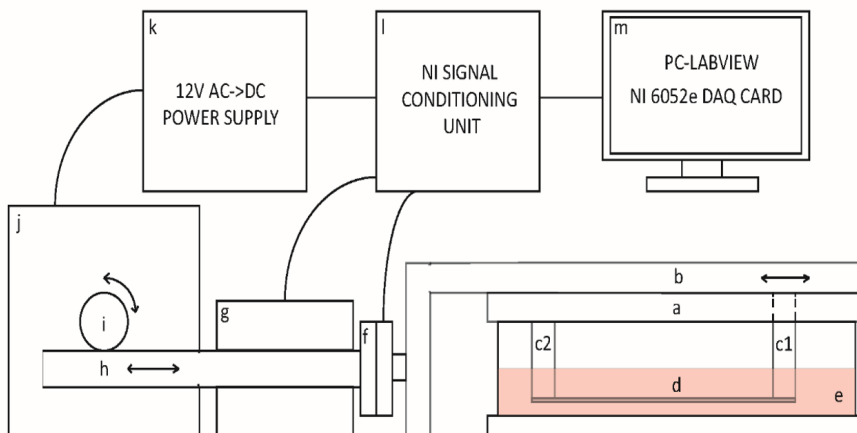 k
12V AC->DC
POWER SUPPLY
l
NI SIGNAL
CONDITIONING
UNIT
m
PC-LABVIEW
NI 6052e DAQ CARD
j
i
h
g
f
b
a
c2
c1
d
e